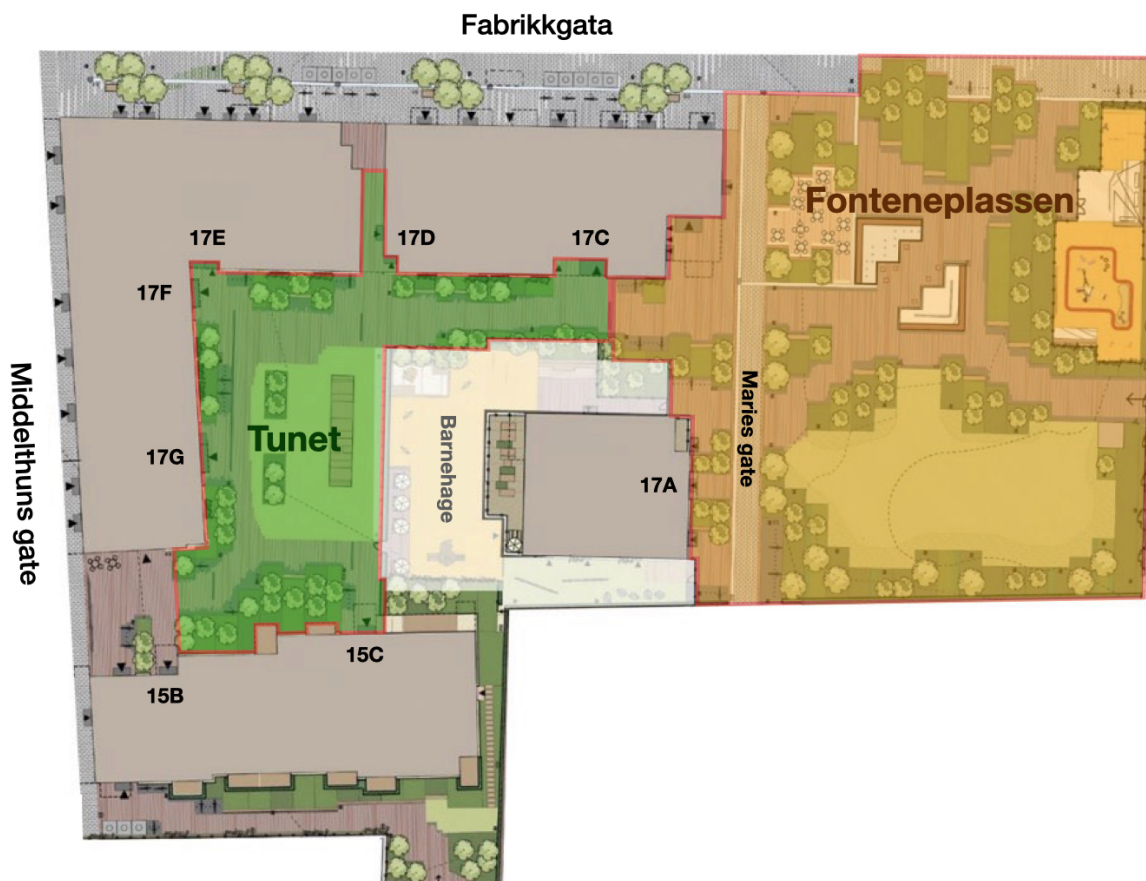 Fabrikkgata
Fonteneplassen
17E
17D
17C
17F
Middelthuns gate
Maries gate
Tunet
Barnehage
17G
17A
15C
15B